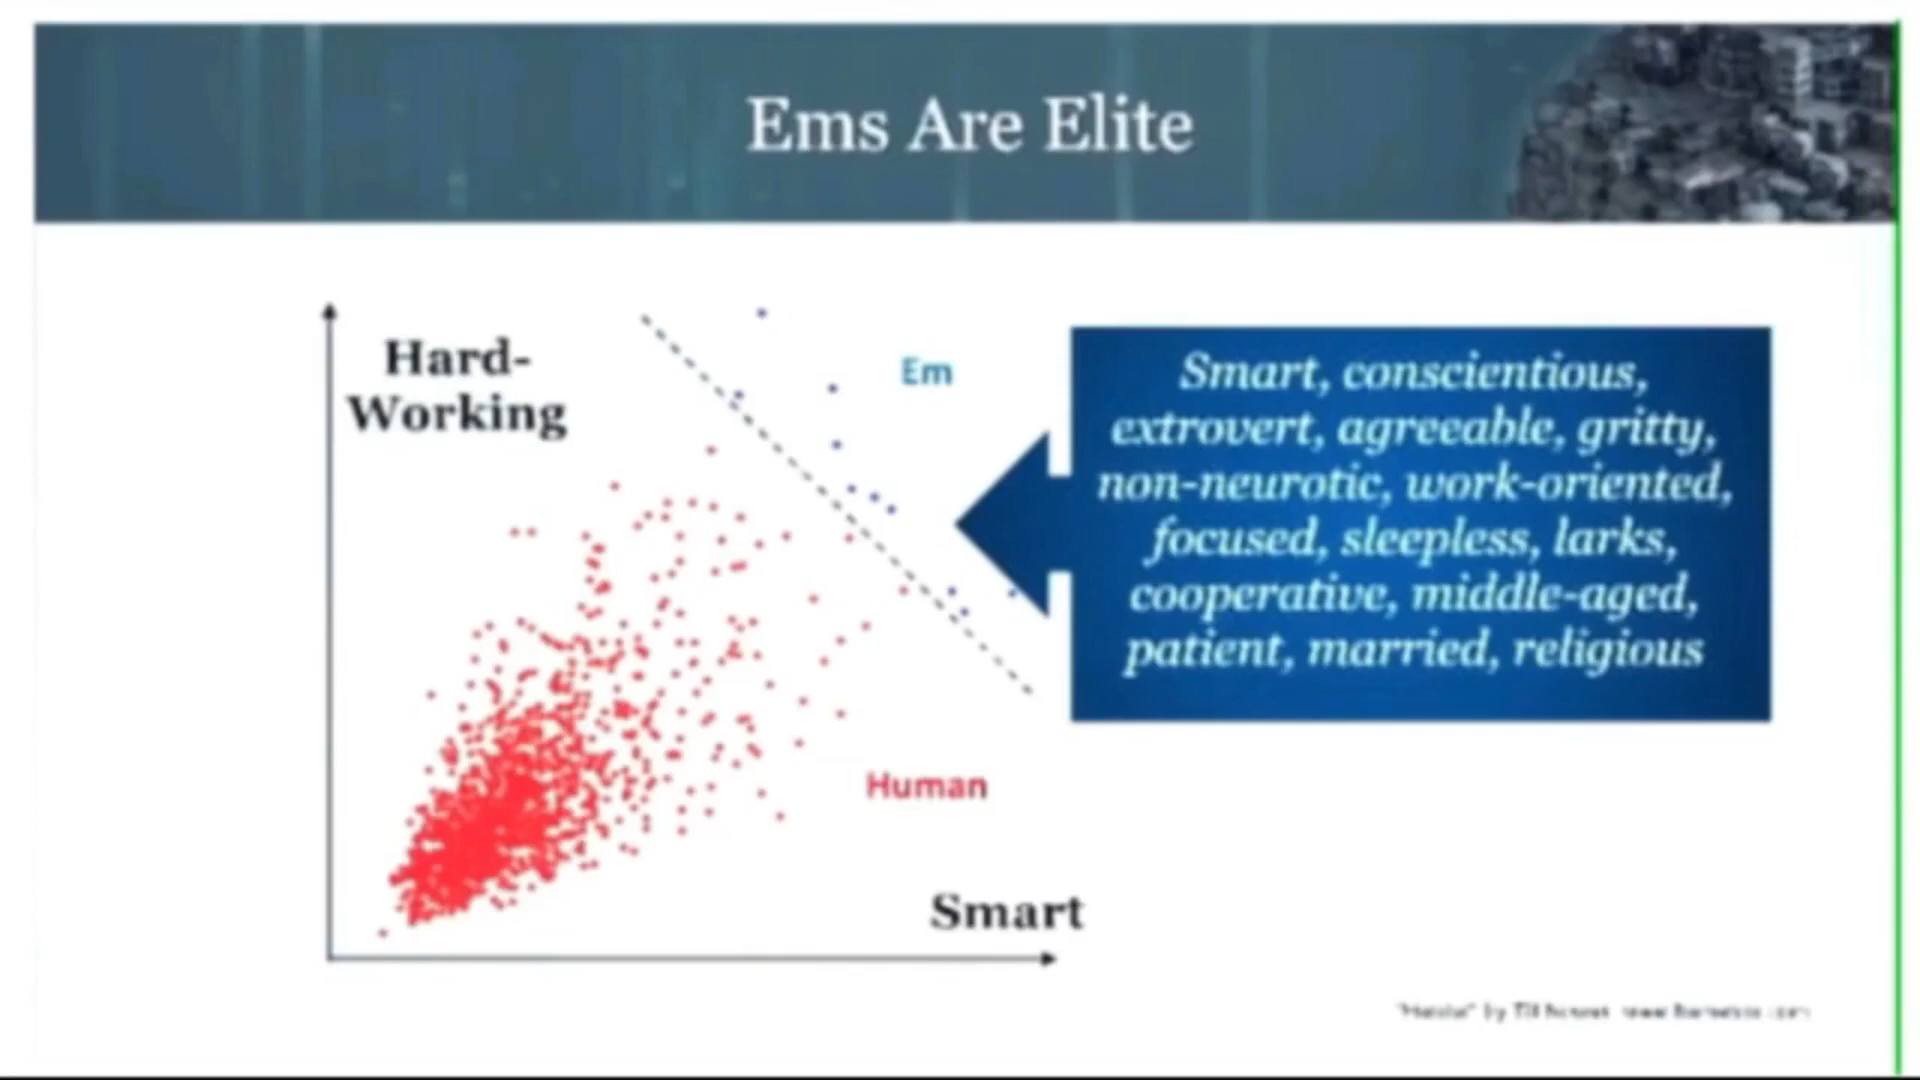 Ems Are Elite
Hard-
Working
Em
Smart, conscientious,
extrovert, agreeable, gritty,
non-neurotic, work-oriented,
focused, sleepless, larks,
cooperative, middle-aged,
patient, married, religious
Human
Smart
by